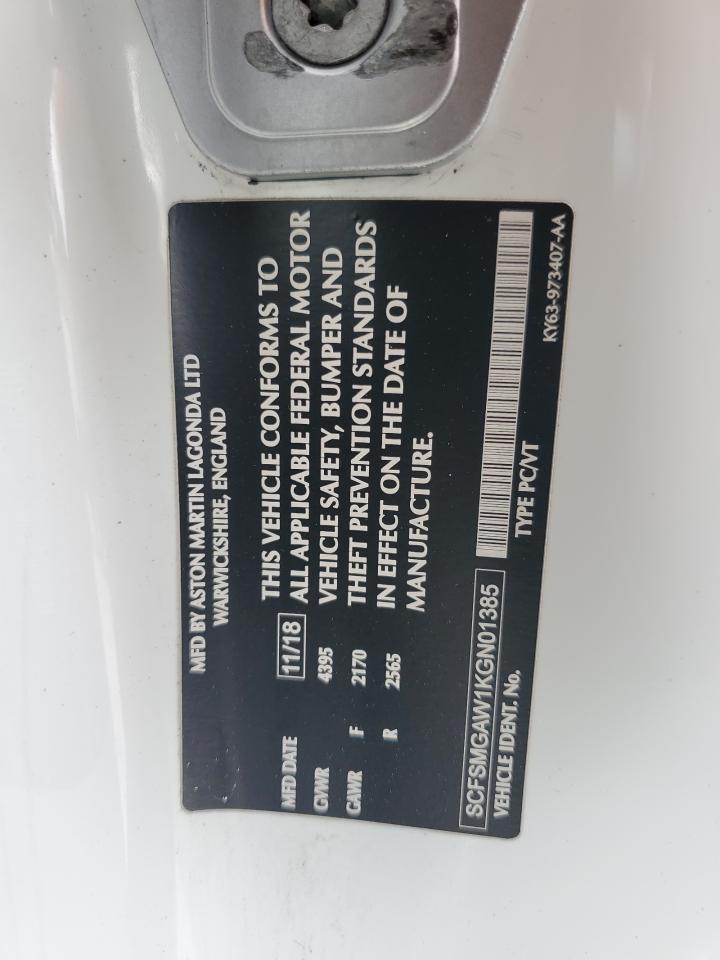 MFD BY ASTON MARTIN LAGONDA LTD
WARWICKSHIRE, ENGLAND
THIS VEHICLE CONFORMS TO
MFD DATE 11/18 ALL APPLICABLE FEDERAL MOTOR
GVWR 4395 VEHICLE SAFETY, BUMPER AND
GAWR F 2170 THEFT PREVENTION STANDARDS
R 2565 IN EFFECT ON THE DATE OF
MANUFACTURE.
SCFSMGAW1KGN01385
VEHICLE IDENT. No. TYPE PC/VT
KY63-973407-AA